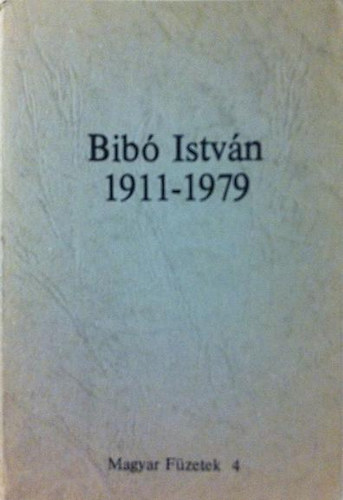 Bibó István
1911-1979
Magyar Füzetek 4